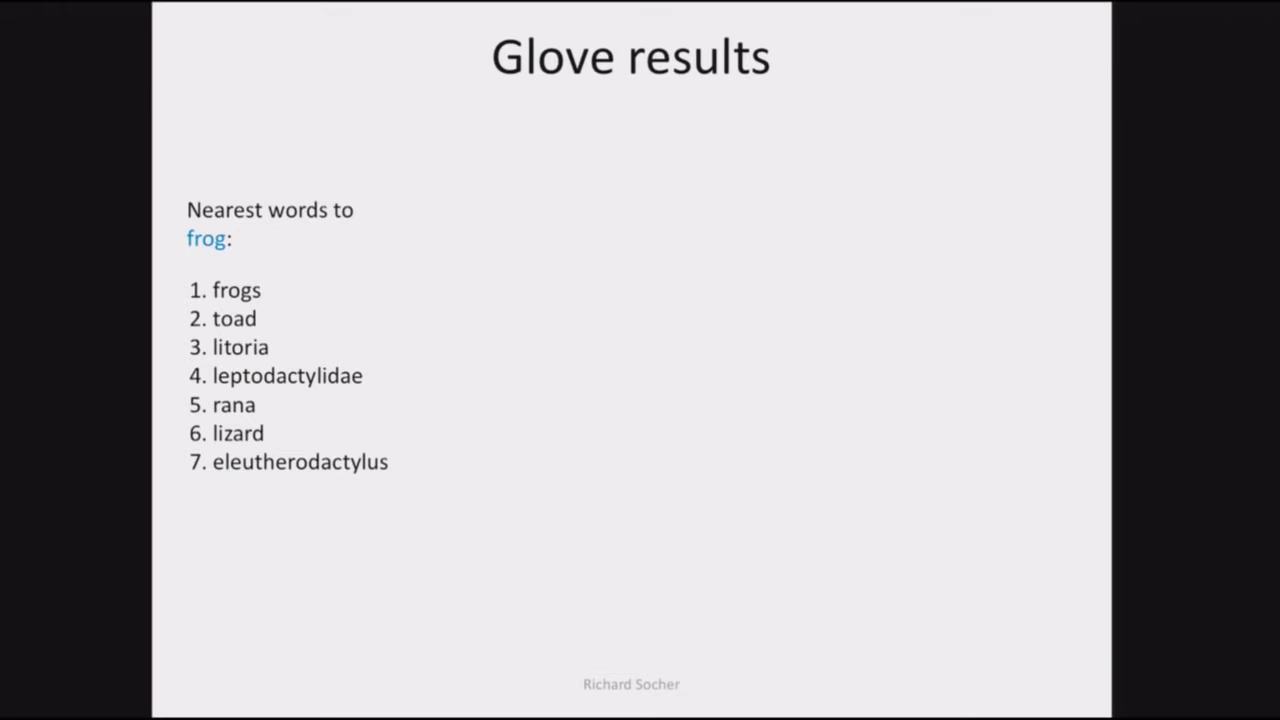 Glove results
Nearest words to
frog:
1. frogs
2. toad
3. litoria
4. leptodactylidae
5. rana
6. lizard
7. eleutherodactylus
Richard Socher